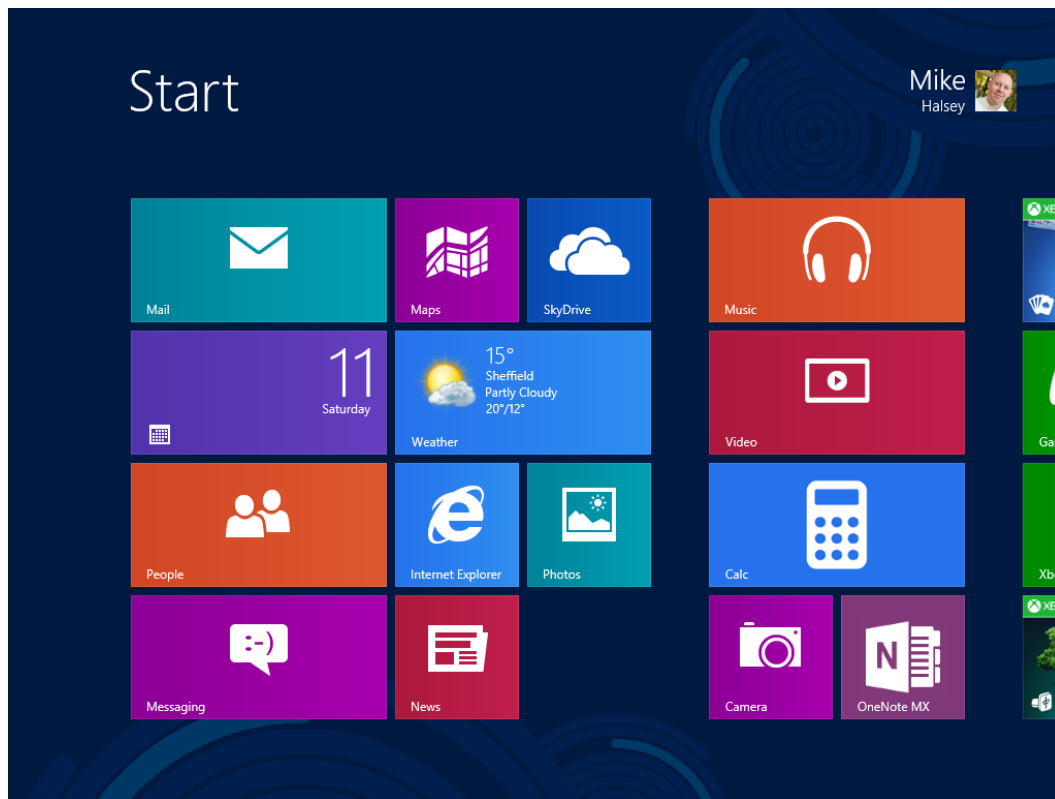 Start
Mike
Halsey
Mail
Maps
SkyDrive
Music
11
Saturday
15°
Sheffield
Partly Cloudy
20°/12°
Weather
Video
People
Internet Explorer
Photos
Calc
:-)
Messaging
News
Camera
N
OneNote MX